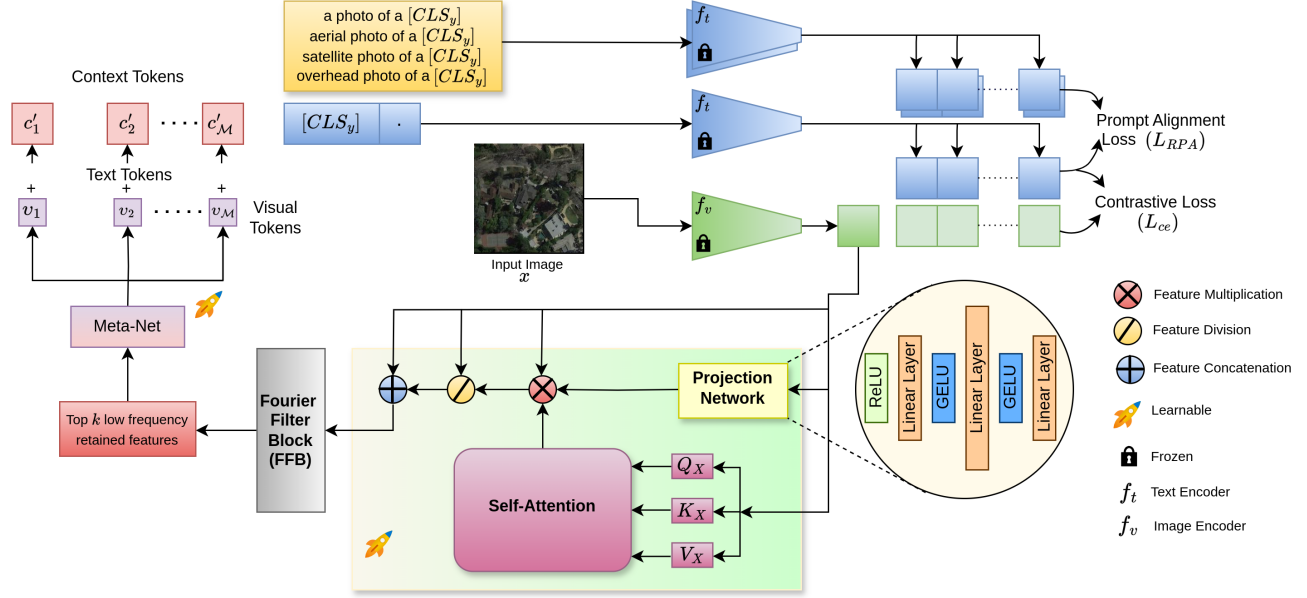 a photo of a [CLS_y]
aerial photo of a [CLS_y]
satellite photo of a [CLS_y]
overhead photo of a [CLS_y]
[CLS_y] .
f_t
f_t
f_v
Context Tokens
c'_1
c'_2
. . . .
c'_M
Text Tokens
+
+
+
v_1
v_2
. . . . .
v_M
Visual
Tokens
Input Image
x
Prompt Alignment
Loss (L_{RPA})
Contrastive Loss
(L_{ce})
Meta-Net
Top k low frequency
retained features
Fourier
Filter
Block
(FFB)
Projection
Network
Self-Attention
Q_X
K_X
V_X
ReLU
Linear Layer
GELU
Linear Layer
GELU
Linear Layer
Feature Multiplication
Feature Division
Feature Concatenation
Learnable
Frozen
f_t Text Encoder
f_v Image Encoder